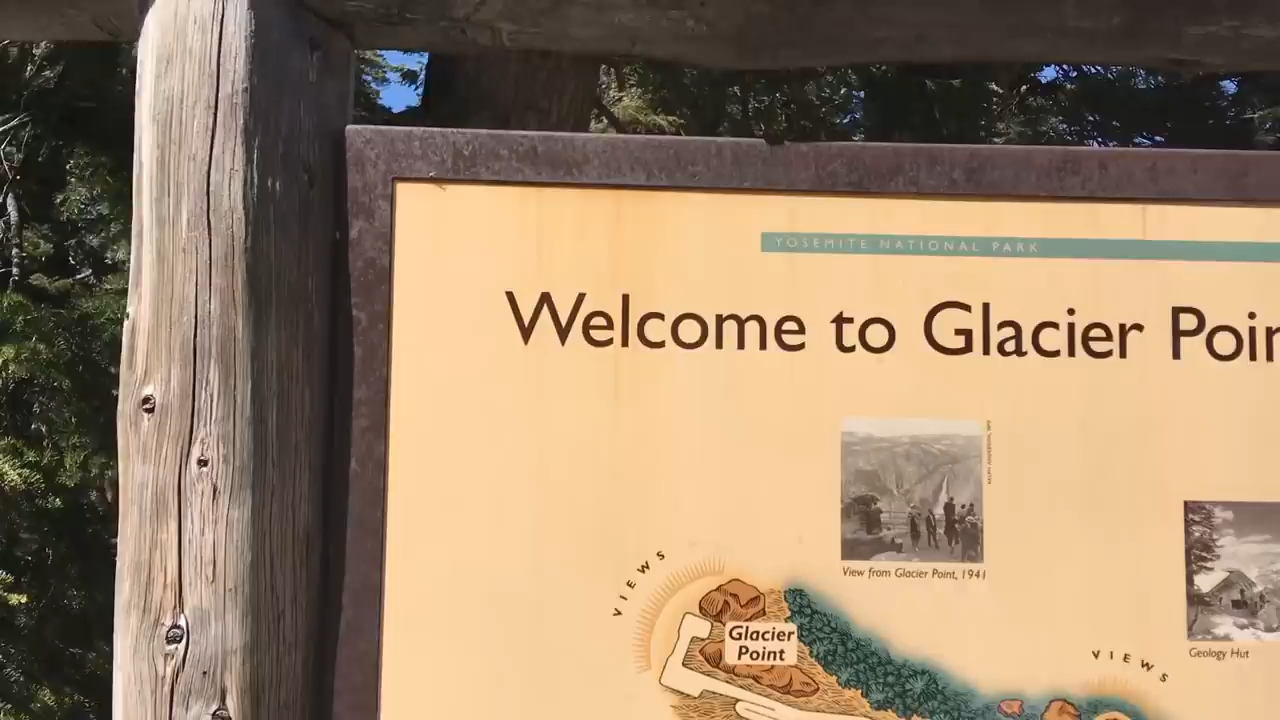 YOSEMITE NATIONAL PARK
Welcome to Glacier Poin
View from Glacier Point, 1941
VIEWS
Glacier
Point
Geology Hut
VIEWS